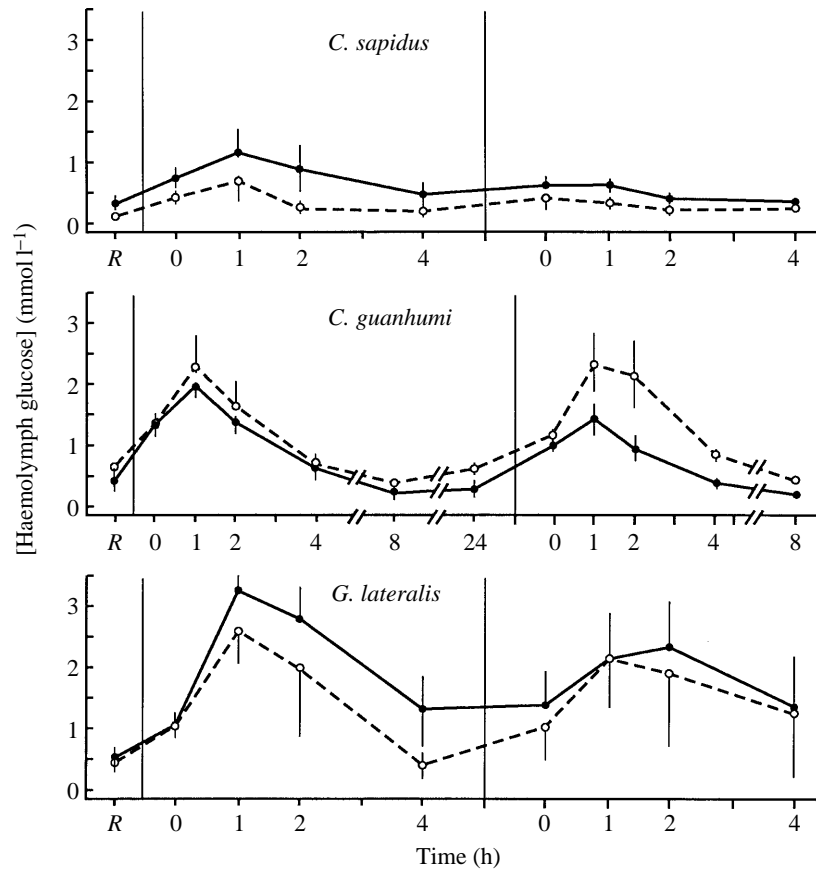 [Haemolymph glucose] (mmol l⁻¹)
C. sapidus
3
2
1
0
R 0 1 2 4 0 1 2 4
C. guanhumi
3
2
1
0
R 0 1 2 4 8 24 0 1 2 4 8
G. lateralis
3
2
1
0
R 0 1 2 4 0 1 2 4
Time (h)